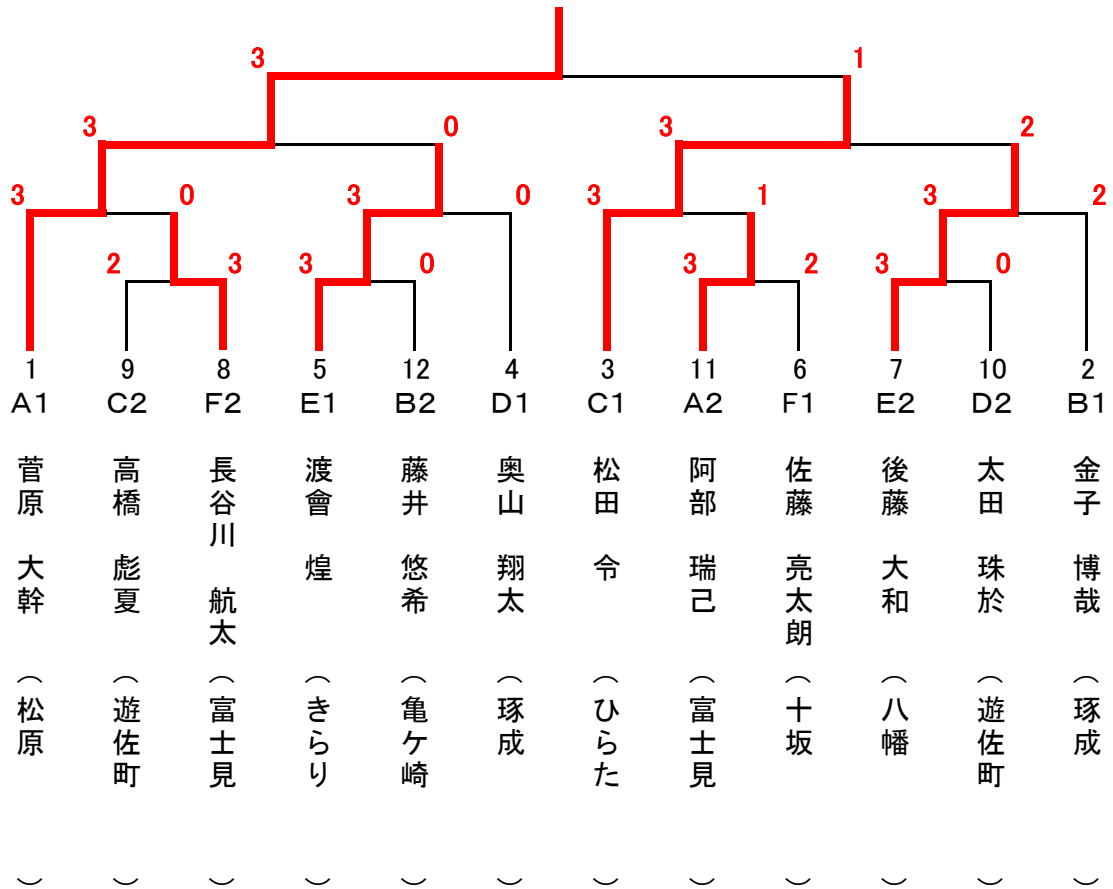 3 1
3 0 3 2
3 0 3 0 3 1 3 2
2 3 3 0 3 2 3 0
1 9 8 5 12 4 3 11 6 7 10 2
A1 C2 F2 E1 B2 D1 C1 A2 F1 E2 D2 B1
菅原 大幹 （松原）
高橋 彪夏 （遊佐町）
長谷川 航太 （富士見）
渡會 煌 （きらり）
藤井 悠希 （亀ケ崎）
奥山 翔太 （琢成）
松田 令 （ひらた）
阿部 瑞己 （富士見）
佐藤 亮太朗 （十坂）
後藤 大和 （八幡）
太田 珠於 （遊佐町）
金子 博哉 （琢成）